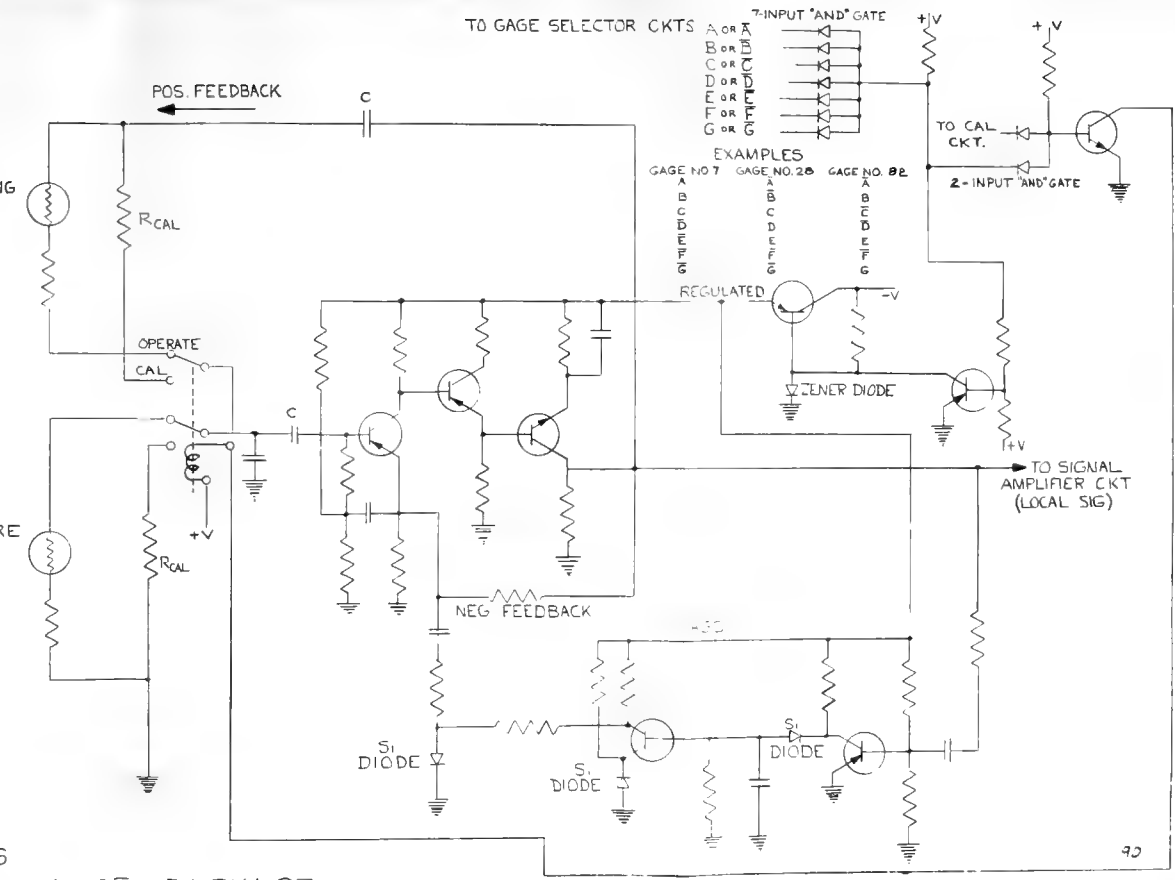 TO GAGE SELECTOR CKTS
7-INPUT "AND" GATE
A OR A̅
B OR B̅
C OR C̅
D OR D̅
E OR E̅
F OR F̅
G OR G̅
+V
+V
POS. FEEDBACK
C
TO CAL
CKT.
2-INPUT "AND" GATE
EXAMPLES
GAGE NO 7 GAGE NO. 28 GAGE NO. 82
A A̅ A̅
B B̅ B
C C C̅
D̅ D D̅
E̅ E E
F̅ F̅ F̅
G̅ G̅ G
NG
RCAL
REGULATED
-V
OPERATE
CAL
C
ZENER DIODE
+V
TO SIGNAL
AMPLIFIER CKT
(LOCAL SIG)
+V
RE
RCAL
NEG FEEDBACK
Si
DIODE
Si
DIODE
Si
DIODE
90